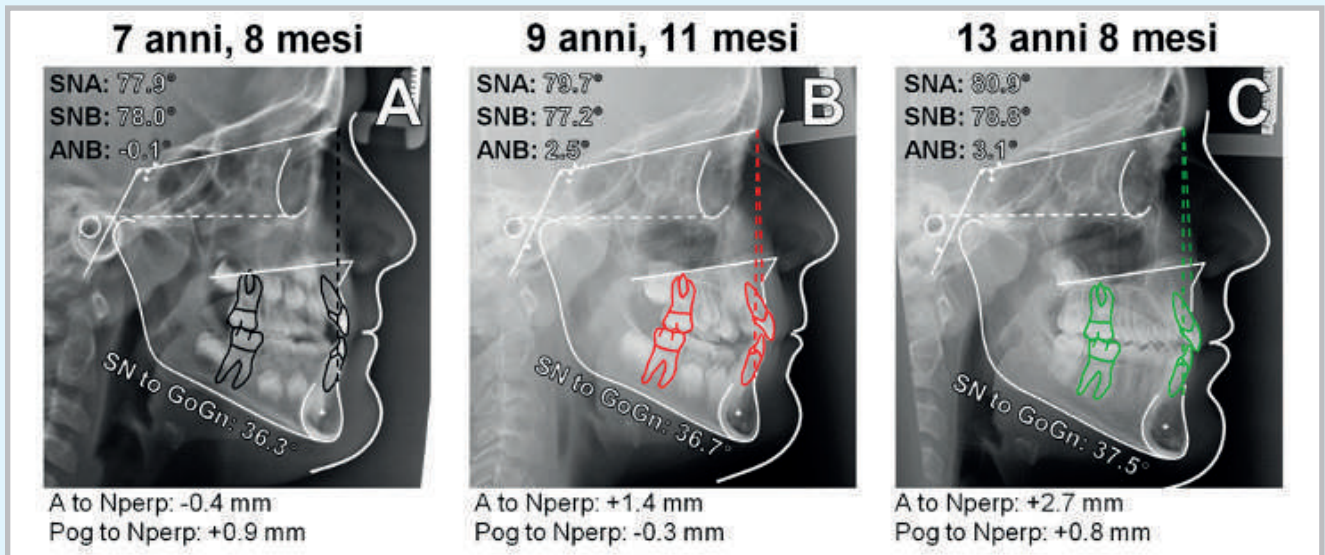 7 anni, 8 mesi
SNA: 77.9°
SNB: 78.0°
ANB: -0.1°
A
SN to GoGn: 36.3°
A to Nperp: -0.4 mm
Pog to Nperp: +0.9 mm
9 anni, 11 mesi
SNA: 79.7°
SNB: 77.2°
ANB: 2.5°
B
SN to GoGn: 36.7°
A to Nperp: +1.4 mm
Pog to Nperp: -0.3 mm
13 anni 8 mesi
SNA: 80.9°
SNB: 78.8°
ANB: 3.1°
C
SN to GoGn: 37.5°
A to Nperp: +2.7 mm
Pog to Nperp: +0.8 mm